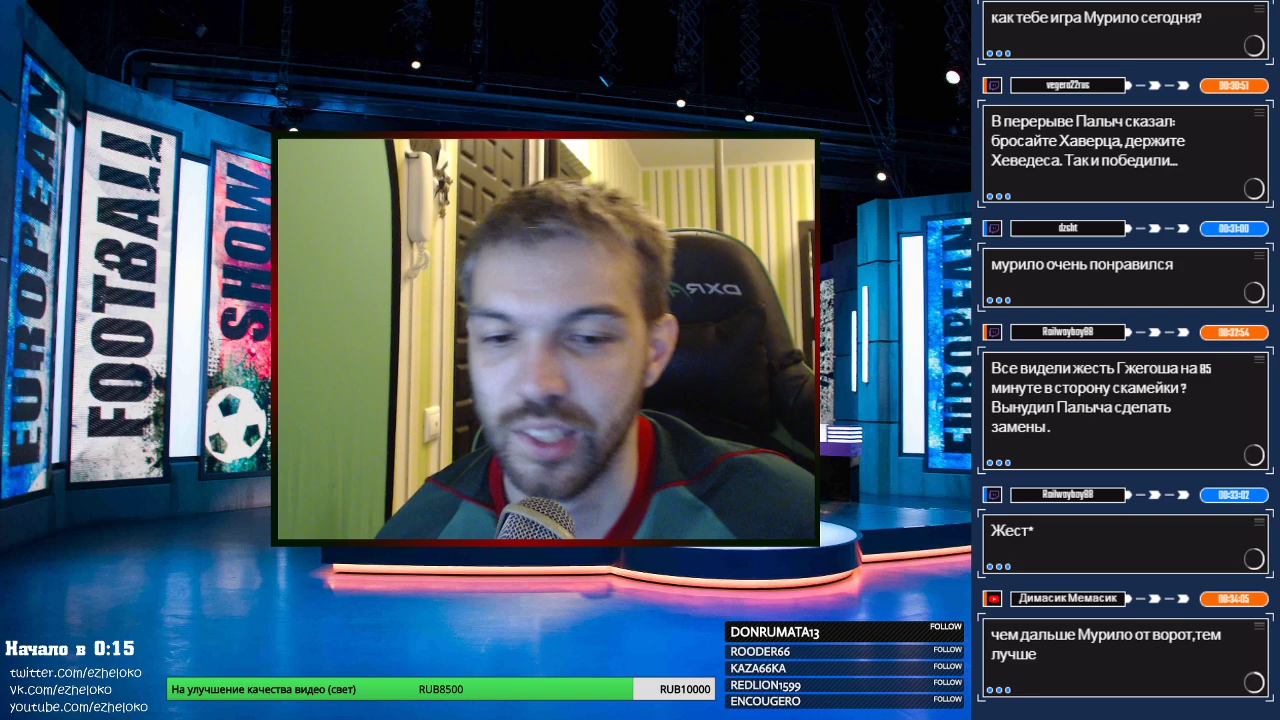 EUROPEAN
FOOTBALL
SHOW
DXRA
EUROPEAN
как тебе игра Мурило сегодня?
vegero22rus
00:30:51
В перерыве Палыч сказал:
бросайте Хаверца, держите
Хеведеса. Так и победили...
dzsht
00:31:00
мурило очень понравился
Railwayboy88
00:32:54
Все видели жесть Гжегоша на 85
минуте в сторону скамейки ?
Вынудил Палыча сделать
замены .
Railwayboy88
00:33:02
Жест*
Димасик Мемасик
00:34:05
чем дальше Мурило от ворот,тем
лучше
Начало в 0:15
twitter.com/ezheloko
vk.com/ezheloko
youtube.com/ezheloko
На улучшение качества видео (свет) RUB8500 RUB10000
DONRUMATA13 FOLLOW
ROODER66 FOLLOW
KAZA66KA FOLLOW
REDLION1599 FOLLOW
ENCOUGERO FOLLOW